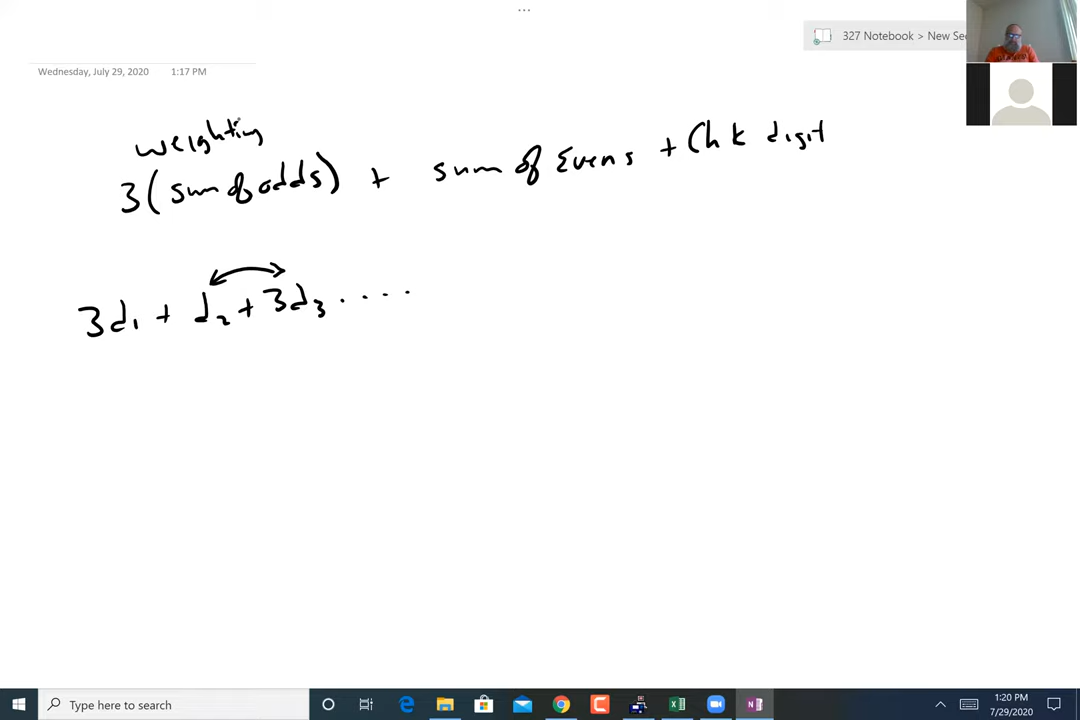 327 Notebook > New Sec
Wednesday, July 29, 2020 1:17 PM
weighting
3(sum of odds) + sum of Evens + Chk digit
3d₁ + d₂ + 3d₃ ....
Type here to search
1:20 PM
7/29/2020